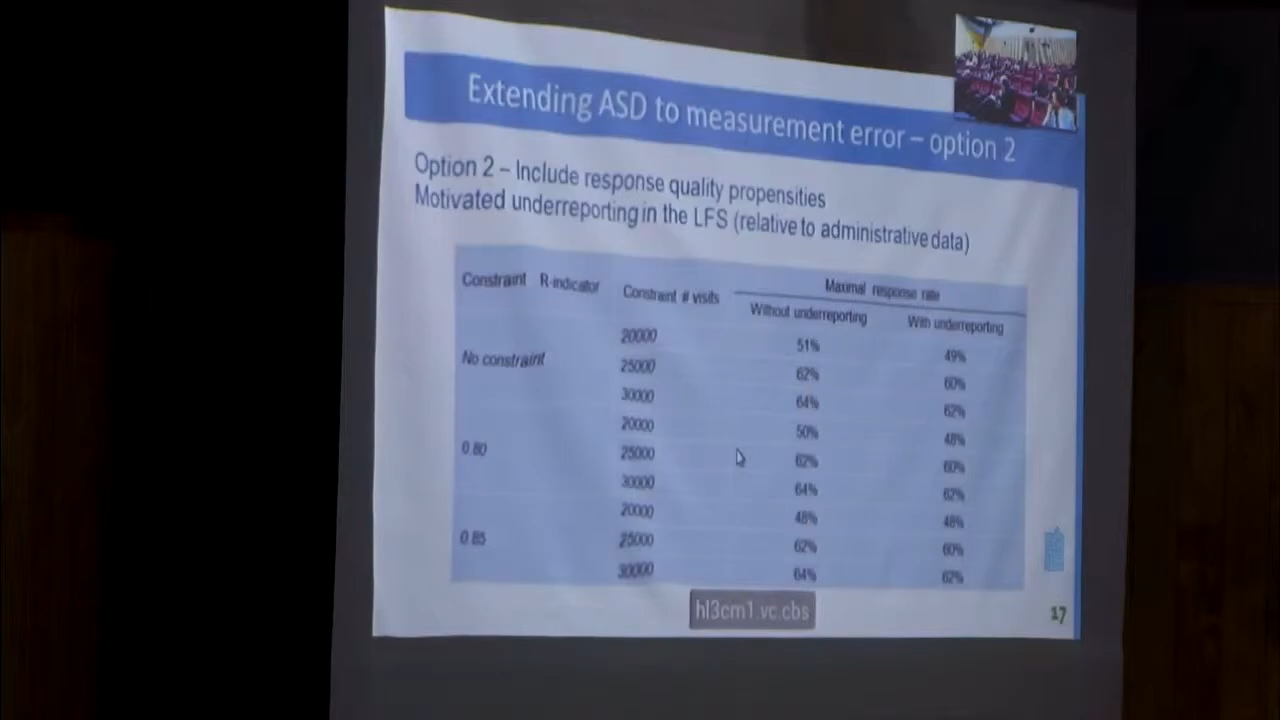 Extending ASD to measurement error – option 2
Option 2 – Include response quality propensities
Motivated underreporting in the LFS (relative to administrative data)
Constraint R-indicator Constraint # visits Maximal response rate
Without underreporting With underreporting
No constraint 20000 51% 49%
25000 62% 60%
30000 64% 62%
0.80 20000 50% 48%
25000 62% 60%
30000 64% 62%
0.85 20000 48% 48%
25000 62% 60%
30000 64% 62%
hl3cm1.vc.cbs
17